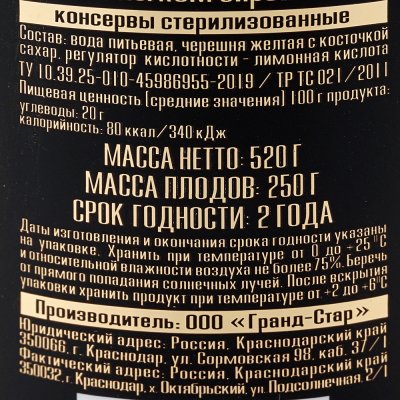 консервы стерилизованные
Состав: вода питьевая, черешня желтая с косточкой
сахар, регулятор кислотности - лимонная кислота
ТУ 10.39.25-010-45986955-2019 / ТР ТС 021/2011
Пищевая ценность (средние значения) 100 г продукта:
углеводы: 20 г
калорийность: 80 ккал/340 кДж
МАССА НЕТТО: 520 Г
МАССА ПЛОДОВ: 250 Г
СРОК ГОДНОСТИ: 2 ГОДА
Даты изготовления и окончания срока годности указаны
на упаковке. Хранить при температуре от 0 до +25°С
и относительной влажности воздуха не более 75%. Беречь
от прямого попадания солнечных лучей. После вскрытия
упаковки хранить продукт при температуре от +2 до +6°С
Производитель: ООО «Гранд-Стар»
Юридический адрес: Россия, Краснодарский край
350066, г. Краснодар, ул. Сормовская 98, каб. 37/1
Фактический адрес: Россия, Краснодарский край
350032, г. Краснодар, х. Октябрьский, ул. Подсолнечная, 2/1